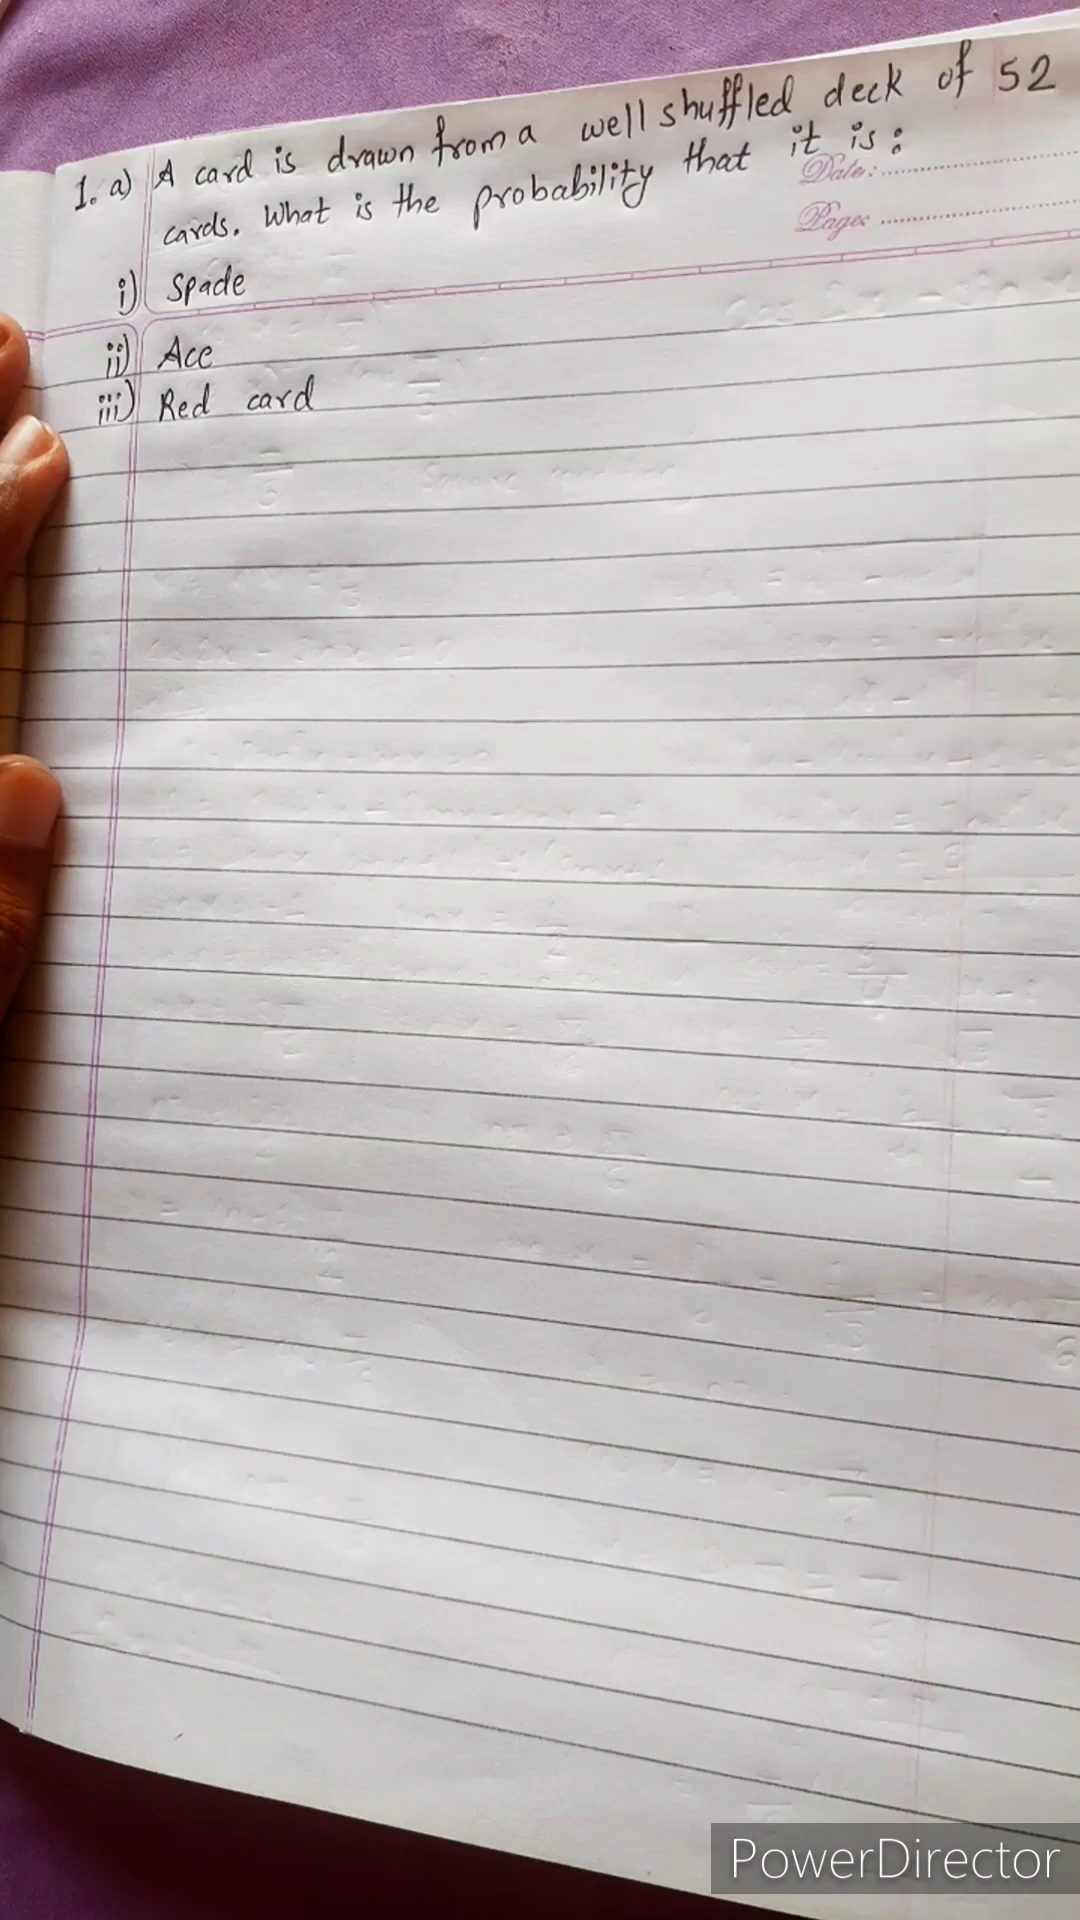 1. a) A card is drawn from a well shuffled deck of 52
cards. What is the probability that it is:
Date:
Page:
i) Spade
ii) Ace
iii) Red card
PowerDirector